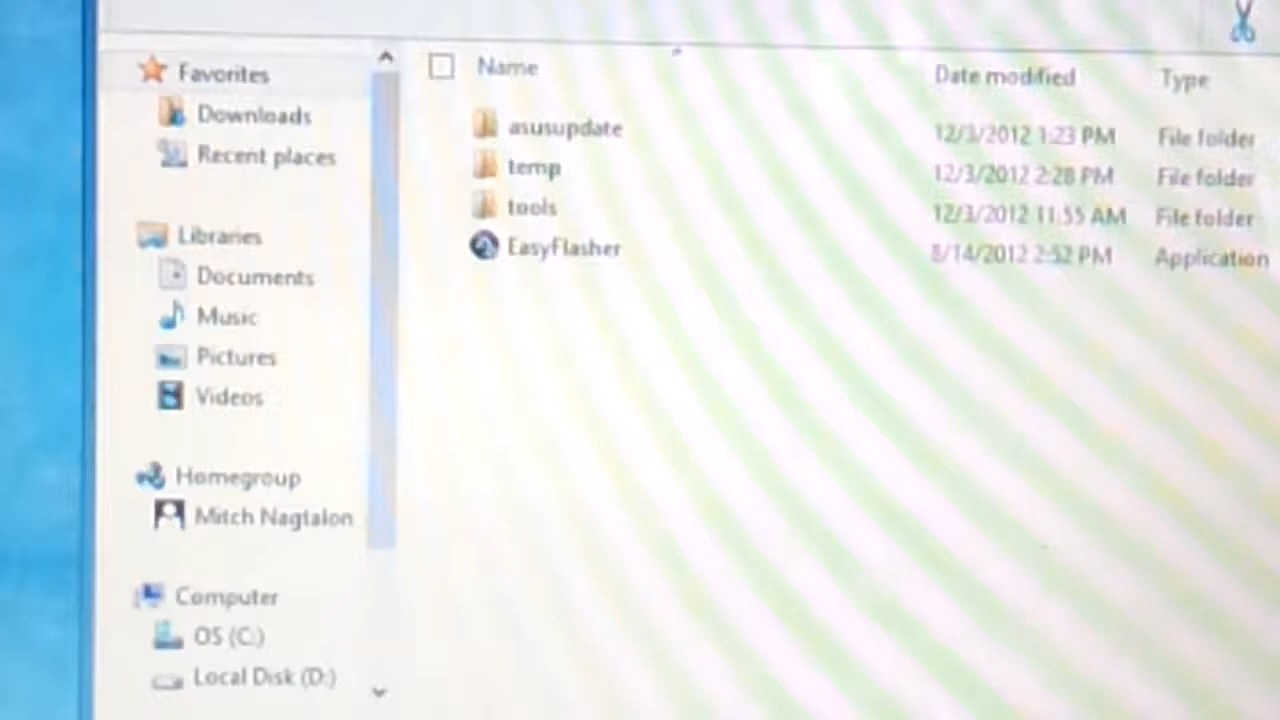 Favorites
Downloads
Recent places
Libraries
Documents
Music
Pictures
Videos
Homegroup
Mitch Nagtalon
Computer
OS (C:)
Local Disk (D:)
Name Date modified Type
asusupdate 12/3/2012 1:23 PM File folder
temp 12/3/2012 2:28 PM File folder
tools 12/3/2012 11:55 AM File folder
EasyFlasher 8/14/2012 2:52 PM Application